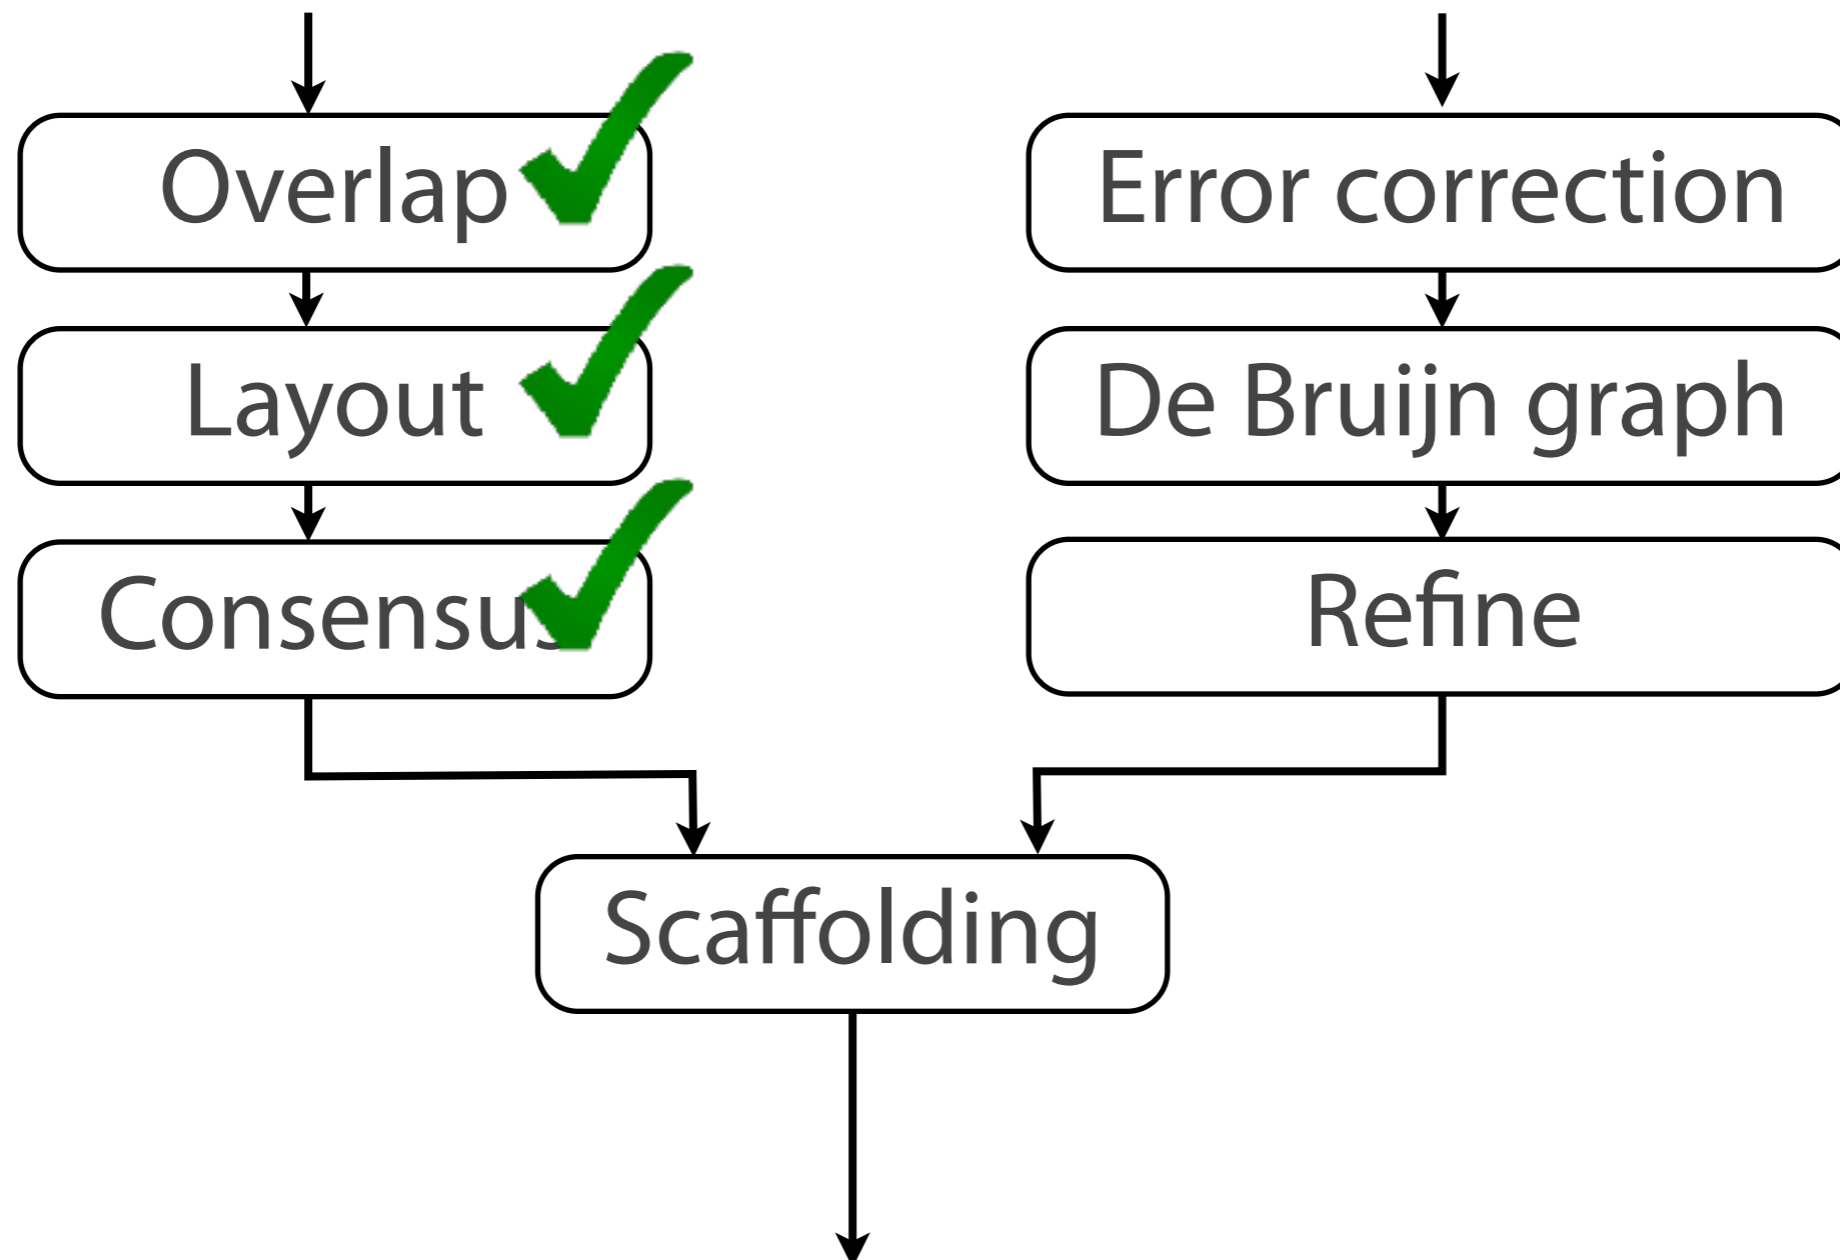 Overlap
Layout
Consensus
Error correction
De Bruijn graph
Refine
Scaffolding